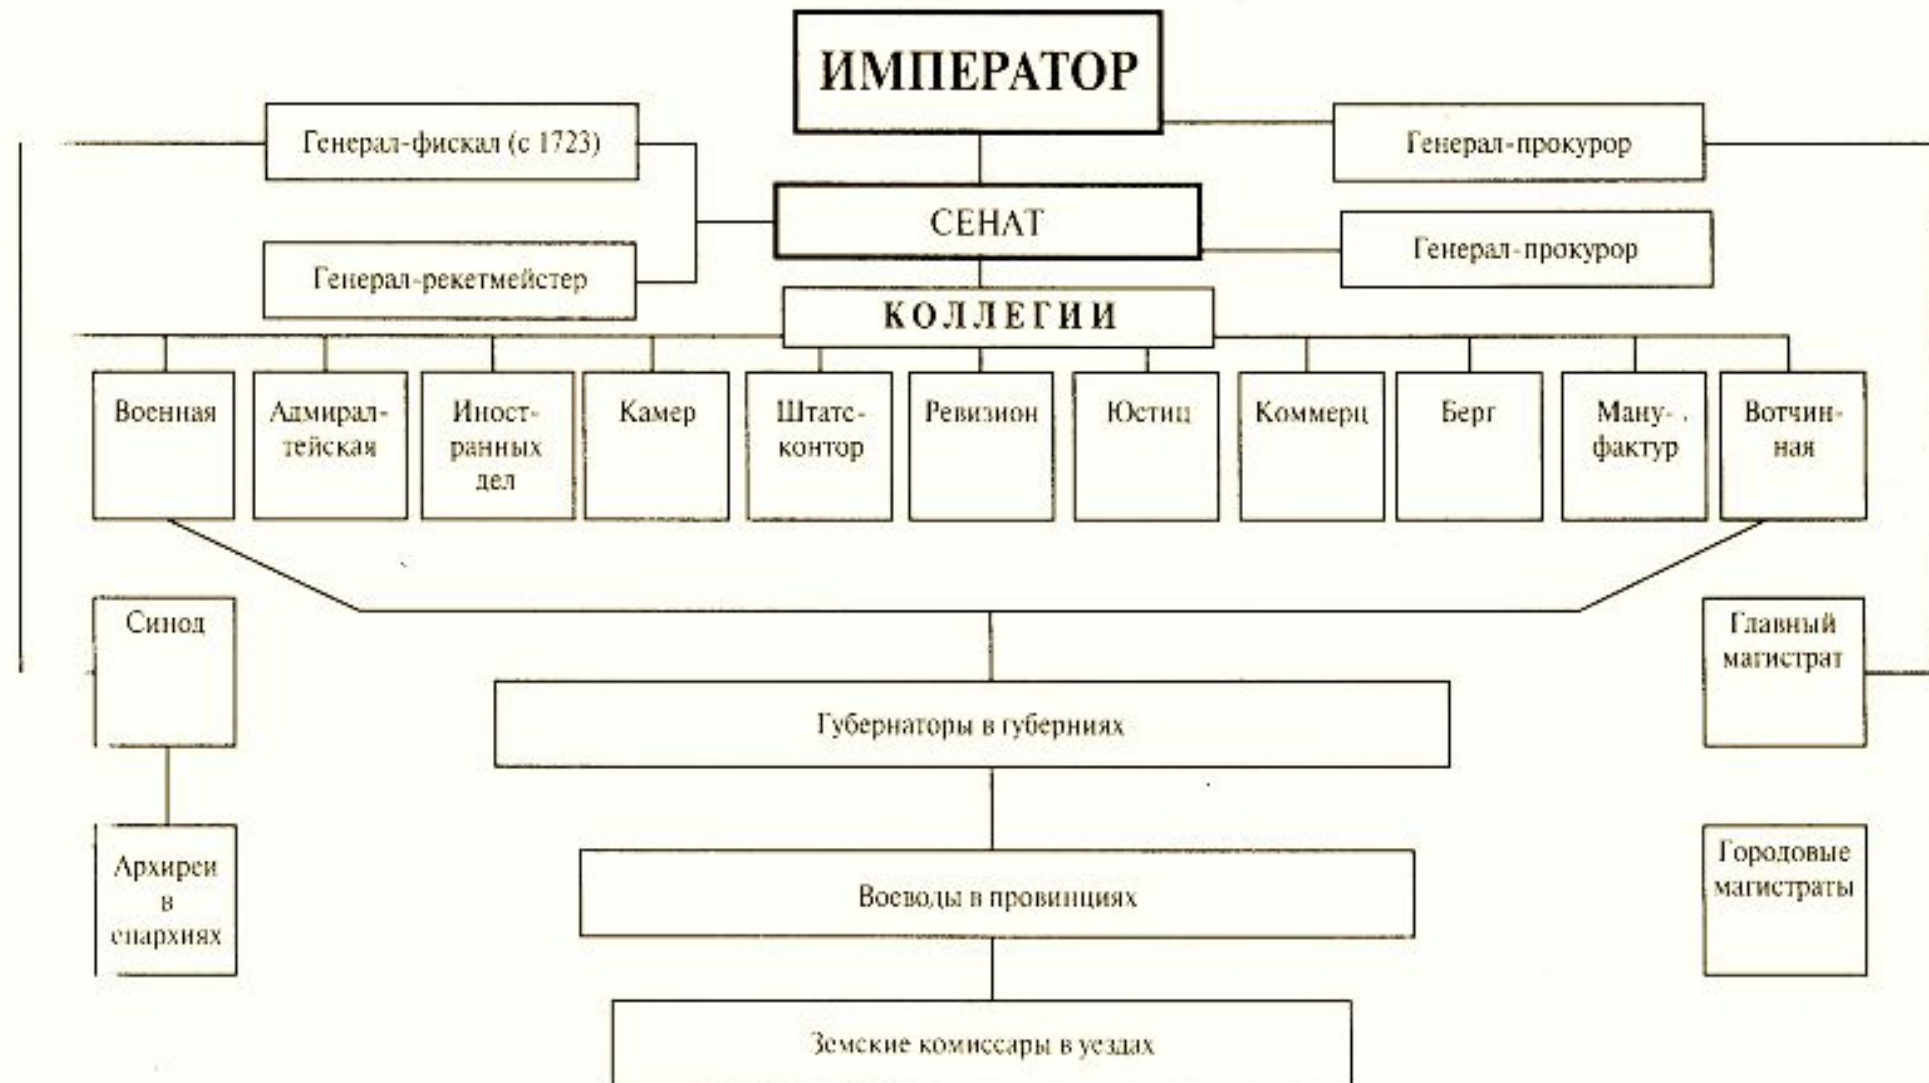 ИМПЕРАТОР
Генерал-фискал (с 1723)
Генерал-прокурор
СЕНАТ
Генерал-рекетмейстер
Генерал-прокурор
КОЛЛЕГИИ
Военная
Адмирал-
тейская
Иност-
ранных
дел
Камер
Штатс-
контор
Ревизион
Юстиц
Коммерц
Берг
Ману-
фактур
Вотчин-
ная
Синод
Главный
магистрат
Губернаторы в губерниях
Архиреи
в
епархиях
Воеводы в провинциях
Городовые
магистраты
Земские комиссары в уездах